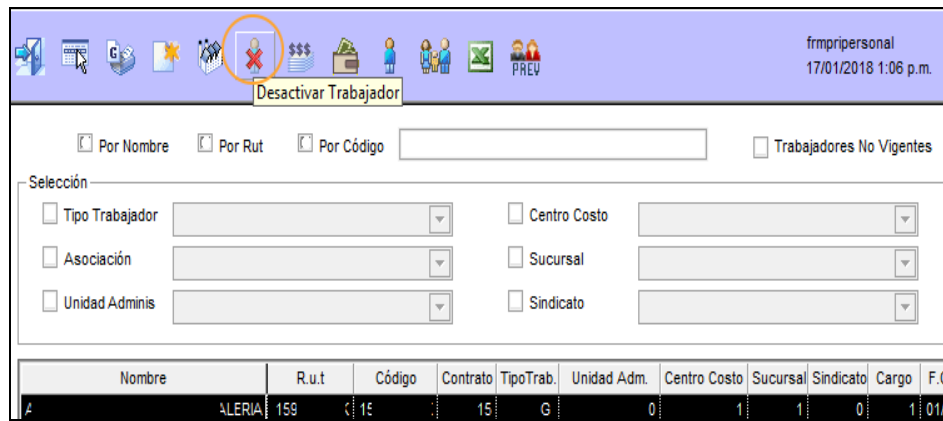 frmpripersonal
17/01/2018 1:06 p.m.
$$$
PREV
Desactivar Trabajador
Por Nombre Por Rut Por Código Trabajadores No Vigentes
Selección
Tipo Trabajador Centro Costo
Asociación Sucursal
Unidad Adminis Sindicato
Nombre R.u.t Código Contrato TipoTrab. Unidad Adm. Centro Costo Sucursal Sindicato Cargo
159 15 15 G 0 1 1 0 1 01/